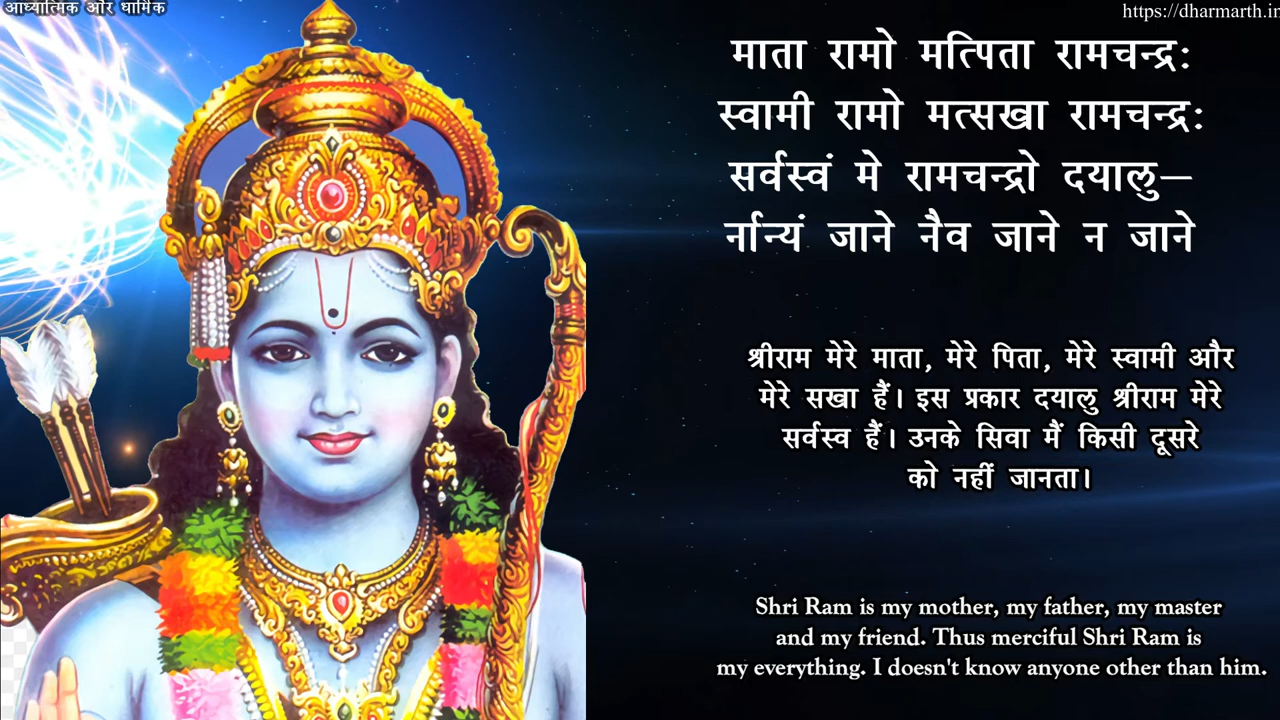 आध्यात्मिक और धार्मिक
https://dharmarth.in
माता रामो मत्पिता रामचन्द्रः
स्वामी रामो मत्सखा रामचन्द्रः
सर्वस्वं मे रामचन्द्रो दयालु–
र्नान्यं जाने नैव जाने न जाने
श्रीराम मेरे माता, मेरे पिता, मेरे स्वामी और
मेरे सखा हैं। इस प्रकार दयालु श्रीराम मेरे
सर्वस्व हैं। उनके सिवा मैं किसी दूसरे
को नहीं जानता।
Shri Ram is my mother, my father, my master
and my friend. Thus merciful Shri Ram is
my everything. I doesn't know anyone other than him.